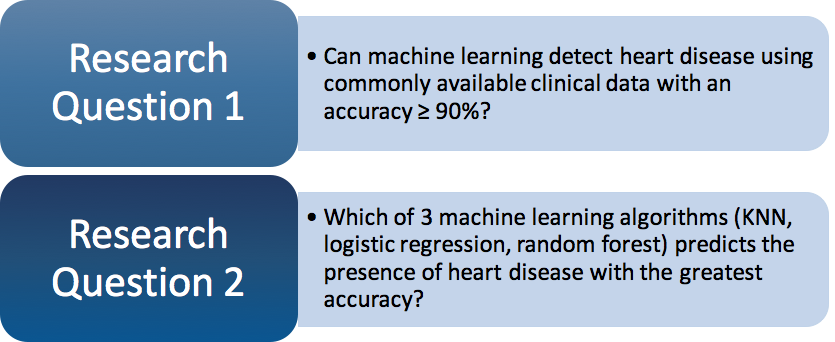 Research
Question 1
• Can machine learning detect heart disease using
commonly available clinical data with an
accuracy ≥ 90%?
Research
Question 2
• Which of 3 machine learning algorithms (KNN,
logistic regression, random forest) predicts the
presence of heart disease with the greatest
accuracy?